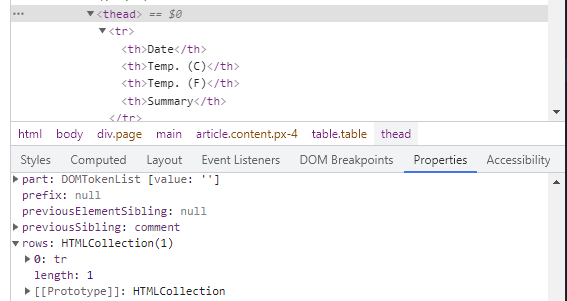 ••• ▼<thead> == $0
▼<tr>
<th>Date</th>
<th>Temp. (C)</th>
<th>Temp. (F)</th>
<th>Summary</th>
</tr>
html body div.page main article.content.px-4 table.table thead
Styles Computed Layout Event Listeners DOM Breakpoints Properties Accessibility
▶part: DOMTokenList [value: '']
prefix: null
previousElementSibling: null
▶previousSibling: comment
▼rows: HTMLCollection(1)
▶0: tr
length: 1
▶[[Prototype]]: HTMLCollection